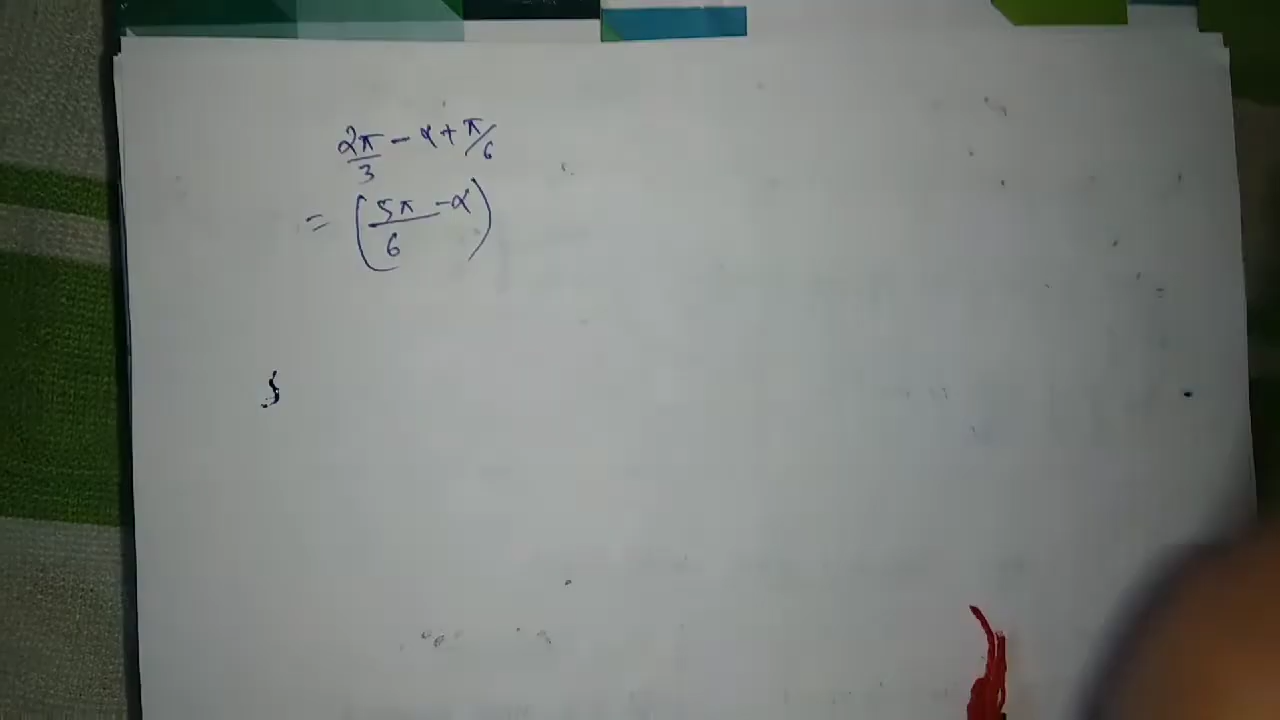 2π/3 - α + π/6
= (5π/6 - α)